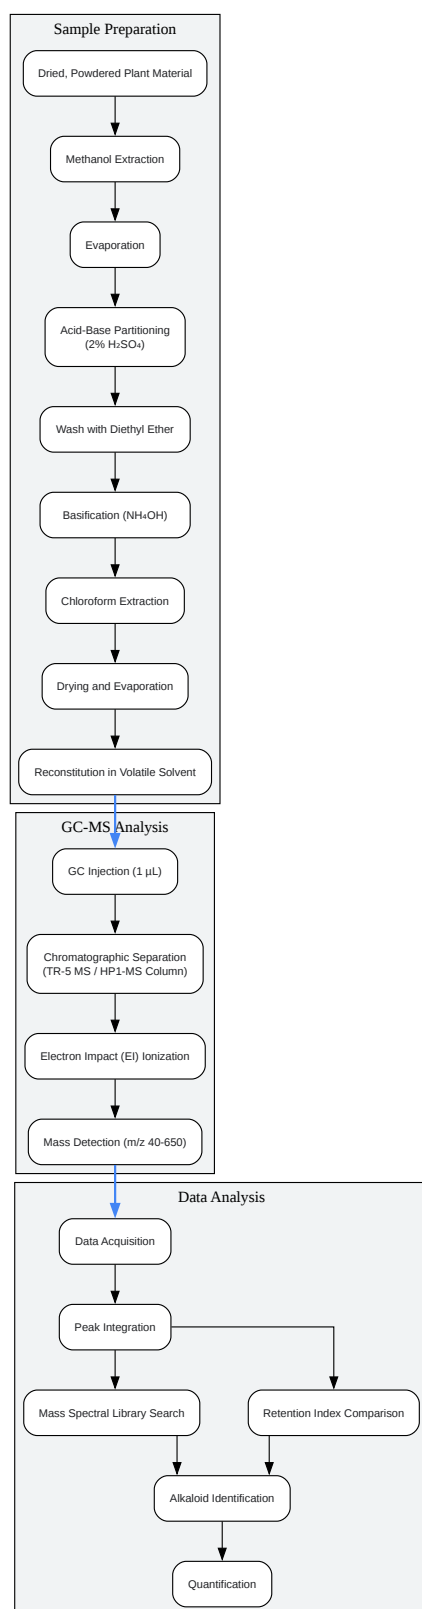 Sample Preparation
Dried, Powdered Plant Material
Methanol Extraction
Evaporation
Acid-Base Partitioning
(2% H₂SO₄)
Wash with Diethyl Ether
Basification (NH₄OH)
Chloroform Extraction
Drying and Evaporation
Reconstitution in Volatile Solvent
GC-MS Analysis
GC Injection (1 µL)
Chromatographic Separation
(TR-5 MS / HP1-MS Column)
Electron Impact (EI) Ionization
Mass Detection (m/z 40-650)
Data Analysis
Data Acquisition
Peak Integration
Mass Spectral Library Search
Retention Index Comparison
Alkaloid Identification
Quantification